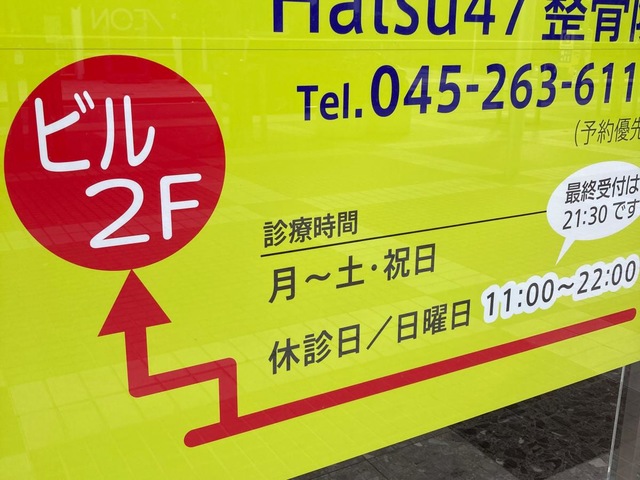 Hatsu47 整骨
Tel.045-263-611
(予約優先
ビル
2F
最終受付は
21:30です
診療時間
月〜土・祝日
11:00〜22:00
休診日／日曜日